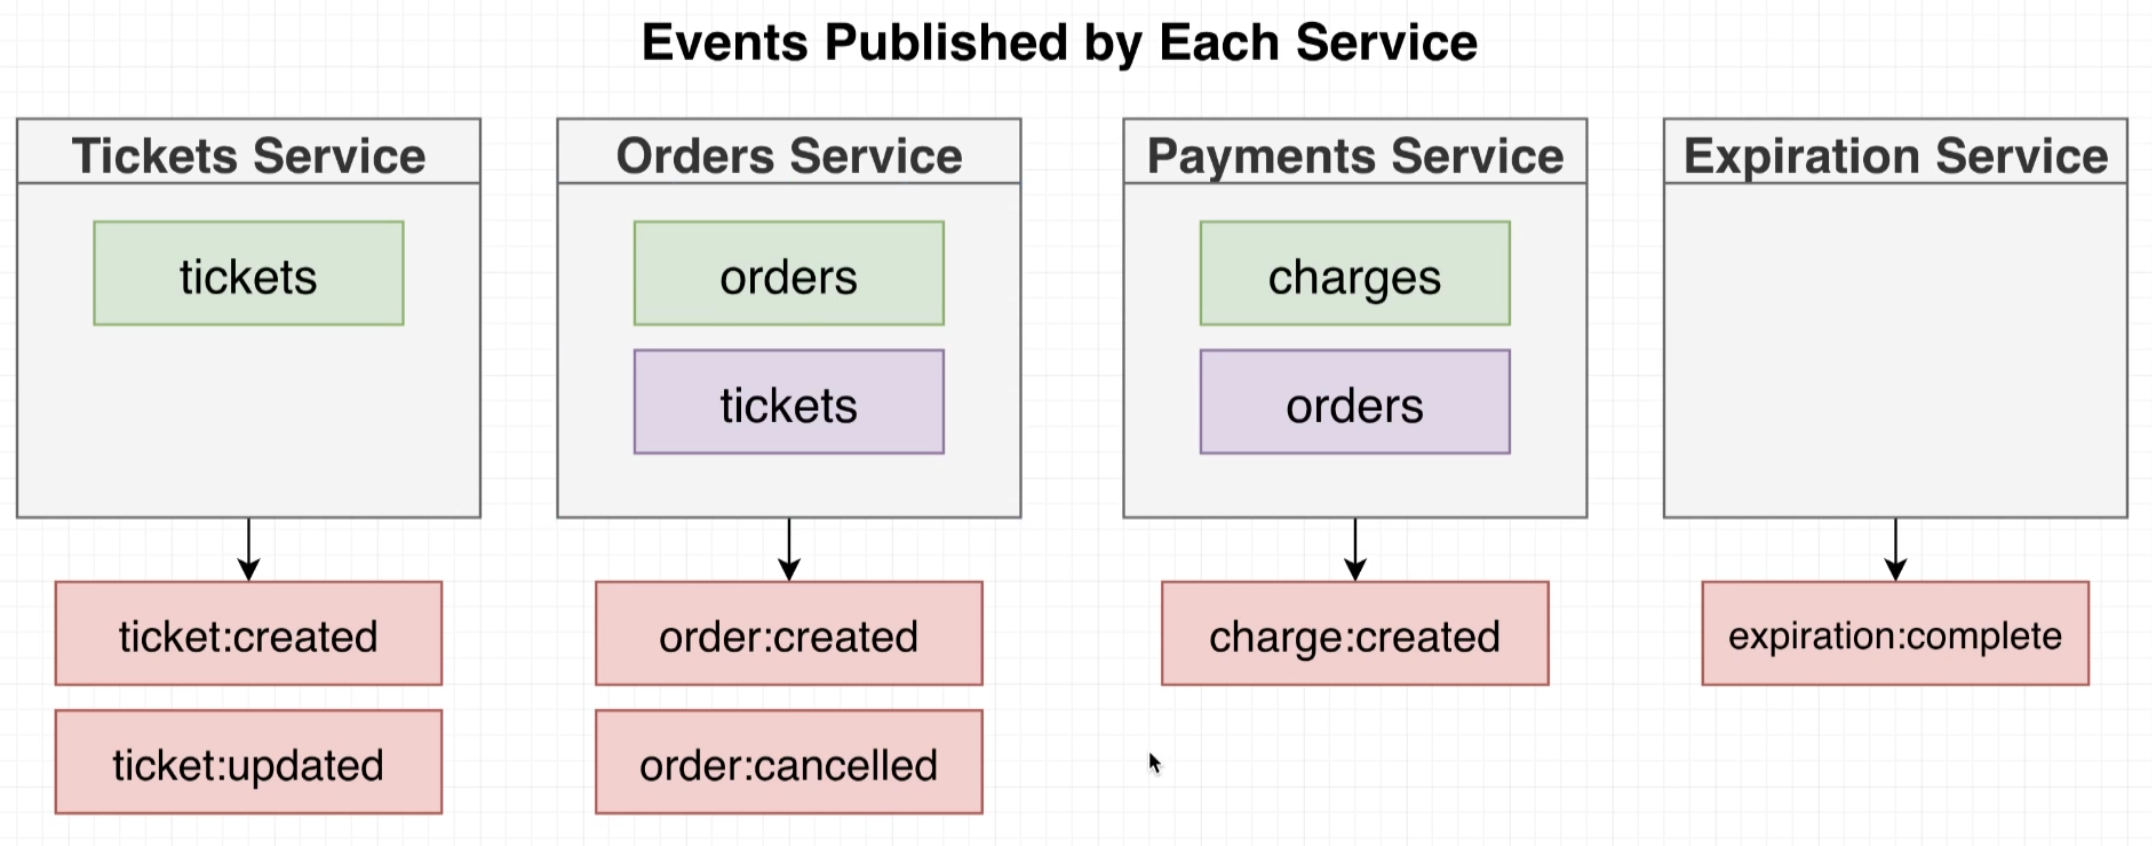 Events Published by Each Service
Tickets Service
tickets
ticket:created
ticket:updated
Orders Service
orders
tickets
order:created
order:cancelled
Payments Service
charges
orders
charge:created
Expiration Service
expiration:complete